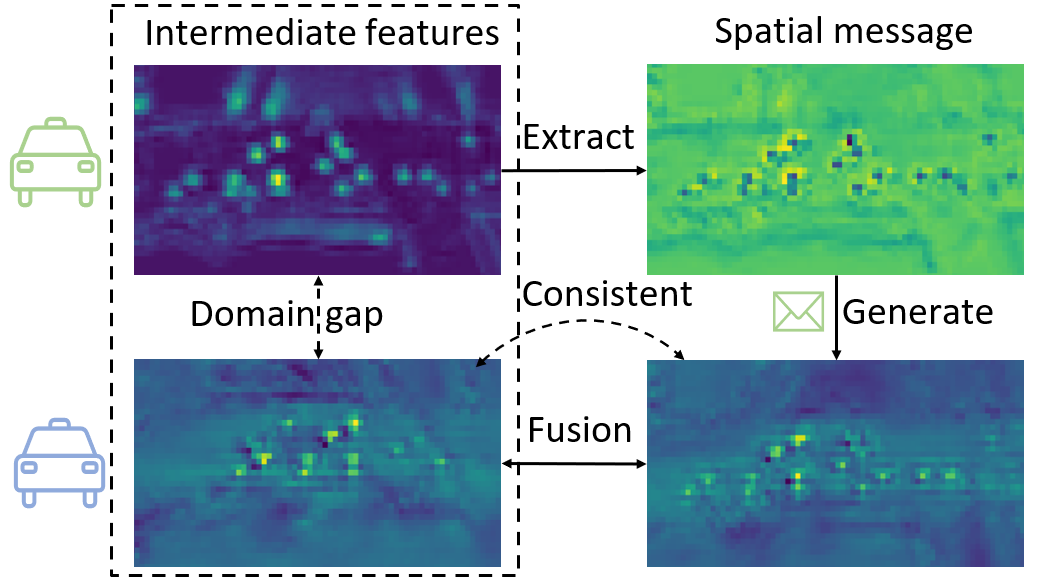 Intermediate features
Spatial message
Extract
Domain gap
Consistent
Generate
Fusion